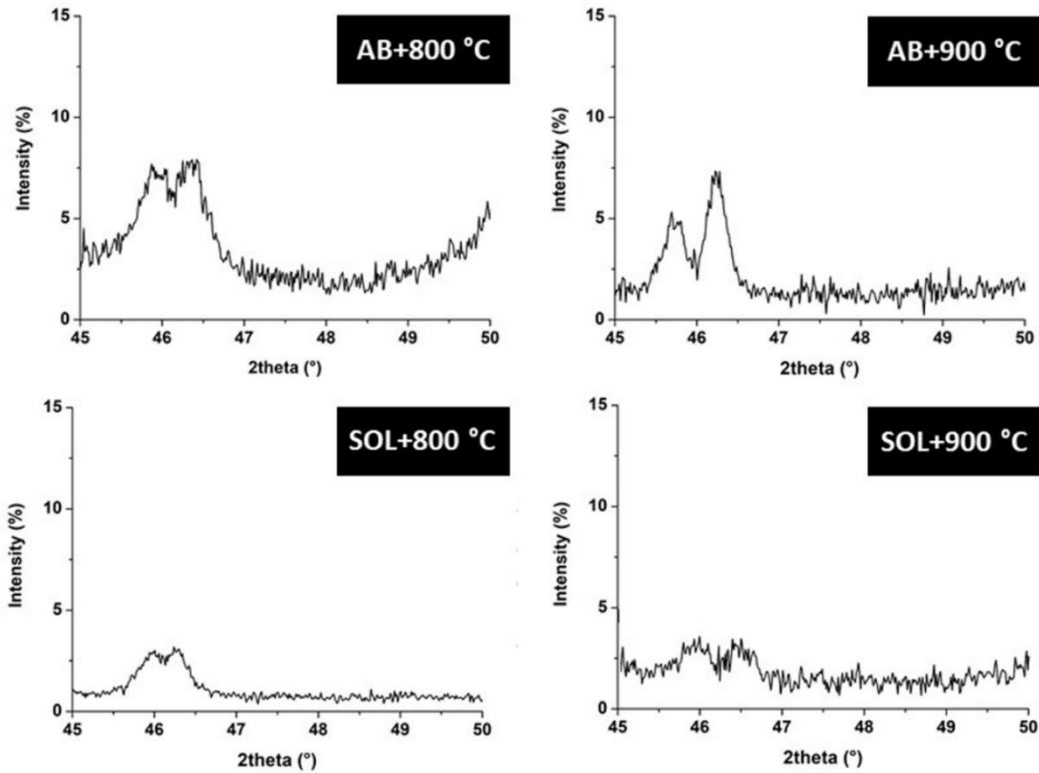 AB+800 °C
Intensity (%)
15
10
5
0
45 46 47 48 49 50
2theta (°)
AB+900 °C
Intensity (%)
15
10
5
0
45 46 47 48 49 50
2theta (°)
SOL+800 °C
Intensity (%)
15
10
5
0
45 46 47 48 49 50
2theta (°)
SOL+900 °C
Intensity (%)
15
10
5
0
45 46 47 48 49 50
2theta (°)